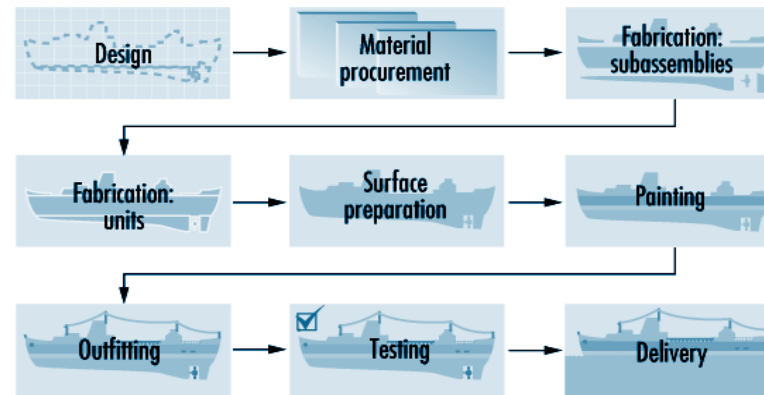 Design
Material
procurement
Fabrication:
subassemblies
Fabrication:
units
Surface
preparation
Painting
Outfitting
Testing
Delivery